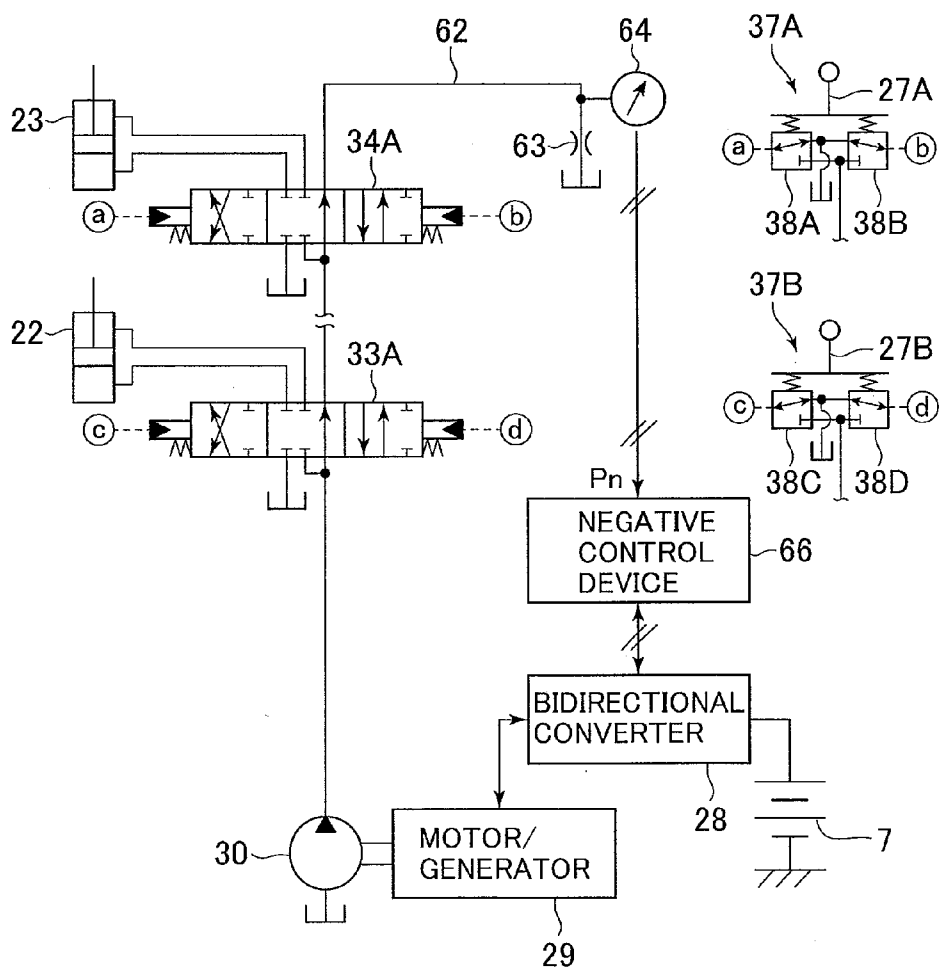 62
64
37A
27A
23
34A
63
a
b
a
b
38A
38B
37B
22
33A
27B
c
d
c
d
38C
38D
Pn
NEGATIVE
CONTROL
DEVICE
66
BIDIRECTIONAL
CONVERTER
28
7
30
MOTOR/
GENERATOR
29